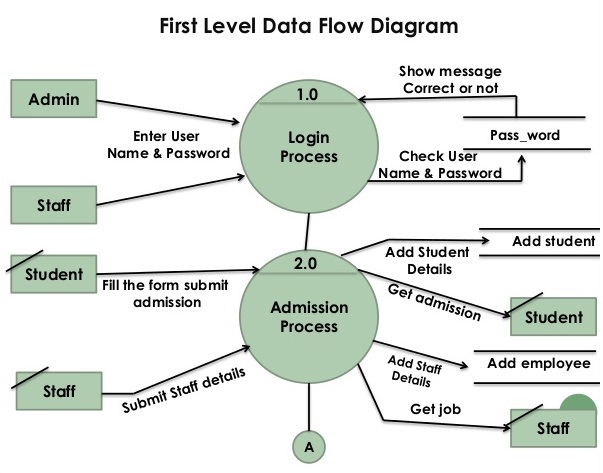 First Level Data Flow Diagram
Show message
Correct or not
Admin
1.0
Enter User
Name & Password
Login
Process
Pass_word
Check User
Name & Password
Staff
Student
2.0
Add Student
Details
Add student
Fill the form submit
admission
Admission
Process
Get admission
Student
Staff
Submit Staff details
Add Staff
Details
Add employee
Get job
Staff
A